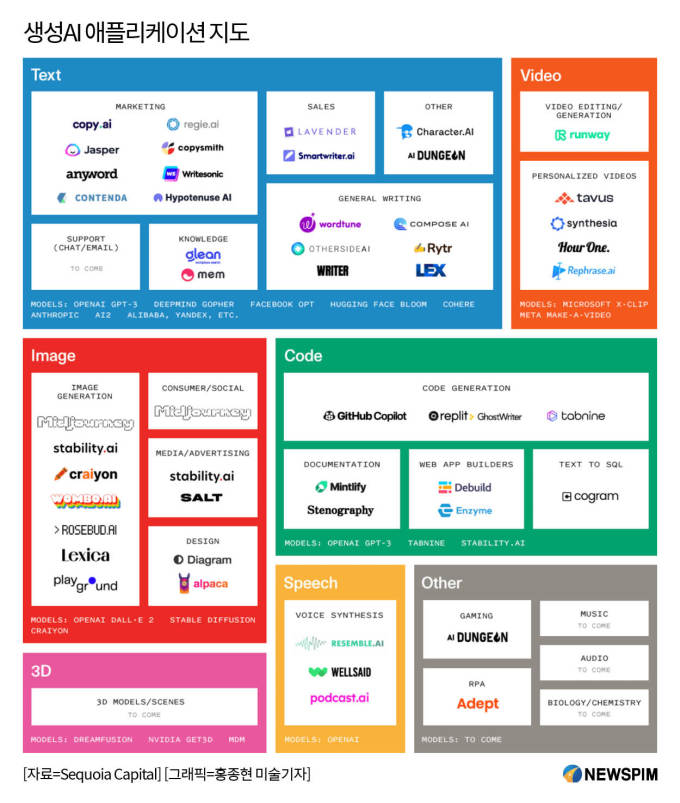 생성AI 애플리케이션 지도
Text
MARKETING
copy.ai
regie.ai
Jasper
copysmith
anyword
WE Writesonic
CONTENDA
Hypotenuse AI
SALES
LAVENDER
Smartwriter.ai
OTHER
Character.AI
AI DUNGEON
SUPPORT
(CHAT/EMAIL)
TO COME
KNOWLEDGE
glean
mem
GENERAL WRITING
wordtune
COMPOSE AI
OTHERSIDEAI
Rytr
WRITER
LEX
MODELS: OPENAI GPT-3 DEEPMIND GOPHER FACEBOOK OPT HUGGING FACE BLOOM COHERE
ANTHROPIC AI2 ALIBABA, YANDEX, ETC.
Video
VIDEO EDITING/
GENERATION
runway
PERSONALIZED VIDEOS
tavus
synthesia
Hour One.
Rephrase.ai
MODELS: MICROSOFT X-CLIP
META MAKE-A-VIDEO
Image
IMAGE
GENERATION
Midjourney
stability.ai
craiyon
WOMBO.AI
>ROSEBUD.AI
Lexica
playground
CONSUMER/SOCIAL
Midjourney
MEDIA/ADVERTISING
stability.ai
SALT
DESIGN
Diagram
alpaca
MODELS: OPENAI DALL·E 2 STABLE DIFFUSION
CRAIYON
Code
CODE GENERATION
GitHub Copilot
replit GhostWriter
tabnine
DOCUMENTATION
Mintlify
Stenography
WEB APP BUILDERS
Debuild
Enzyme
TEXT TO SQL
cogram
MODELS: OPENAI GPT-3 TABNINE STABILITY.AI
3D
3D MODELS/SCENES
TO COME
MODELS: DREAMFUSION NVIDIA GET3D MDM
Speech
VOICE SYNTHESIS
RESEMBLE.AI
WELLSAID
podcast.ai
MODELS: OPENAI
Other
GAMING
AI DUNGEON
RPA
Adept
MUSIC
TO COME
AUDIO
TO COME
BIOLOGY/CHEMISTRY
TO COME
MODELS: TO COME
[자료=Sequoia Capital] [그래픽=홍종현 미술기자]
NEWSPIM